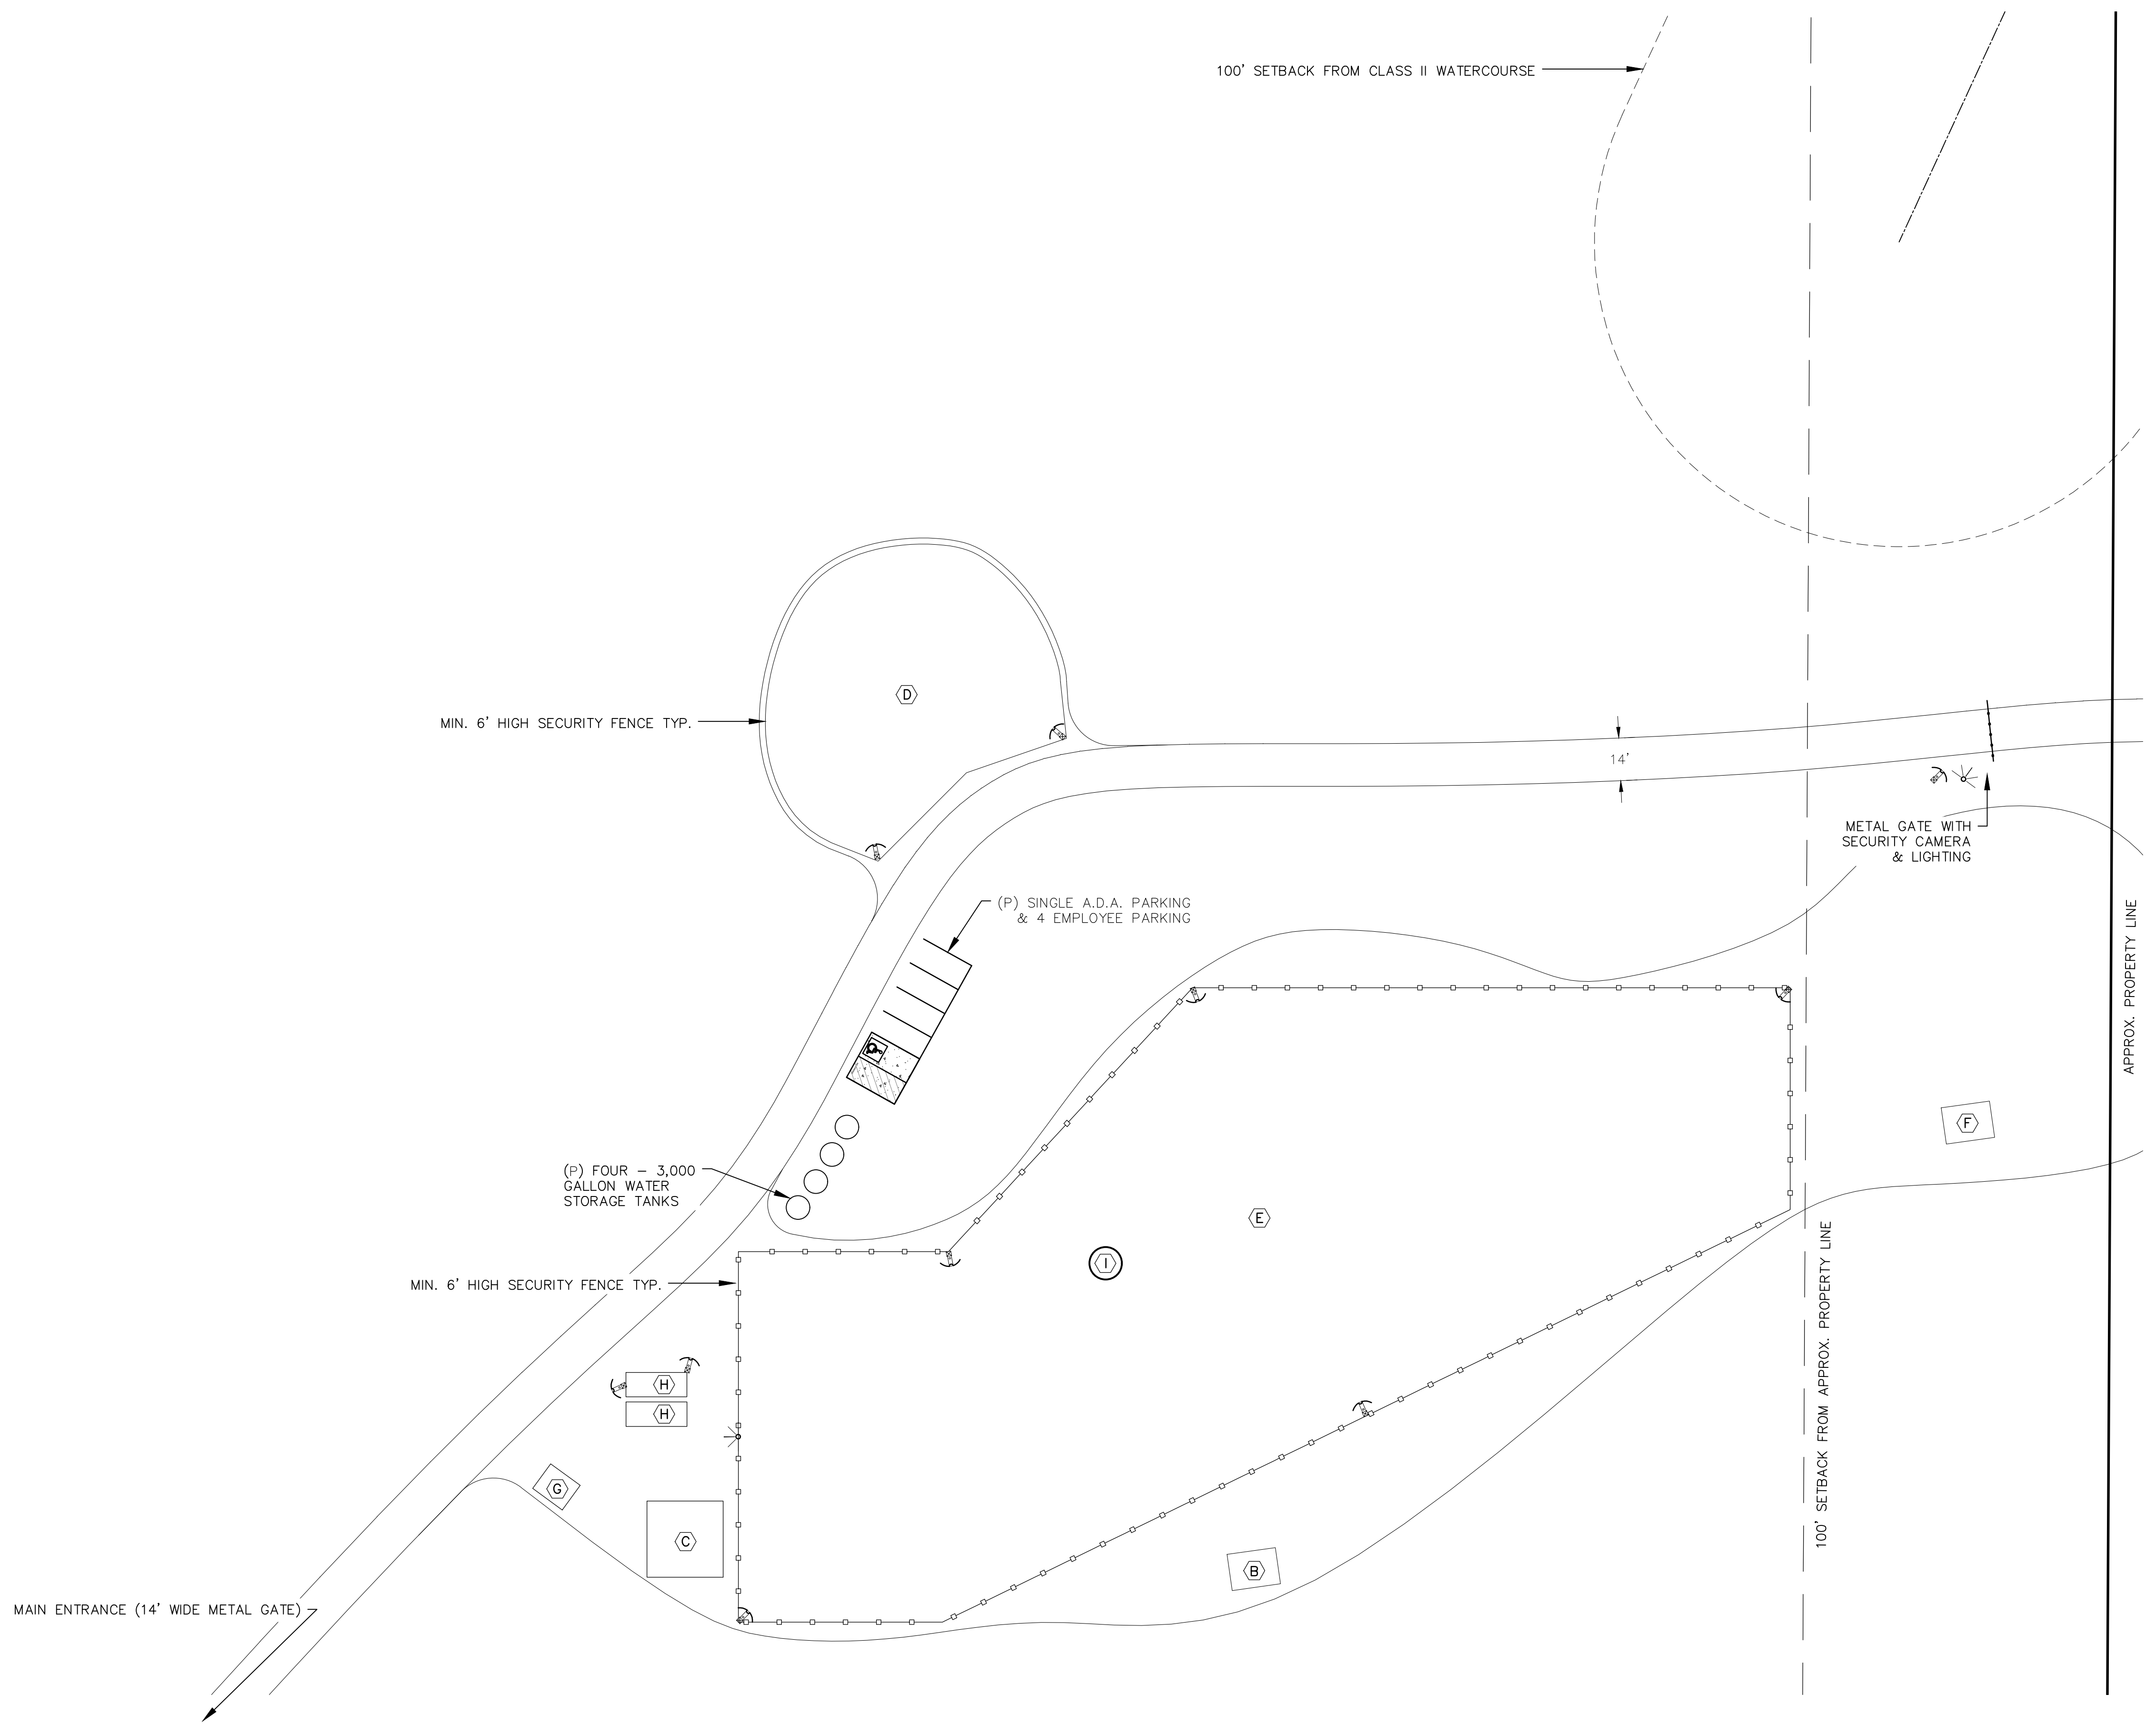 100' SETBACK FROM CLASS II WATERCOURSE
D
MIN. 6' HIGH SECURITY FENCE TYP.
14'
METAL GATE WITH
SECURITY CAMERA
& LIGHTING
(P) SINGLE A.D.A. PARKING
& 4 EMPLOYEE PARKING
APPROX. PROPERTY LINE
F
(P) FOUR – 3,000
GALLON WATER
STORAGE TANKS
E
I
MIN. 6' HIGH SECURITY FENCE TYP.
100' SETBACK FROM APPROX. PROPERTY LINE
H
H
G
C
B
MAIN ENTRANCE (14' WIDE METAL GATE)